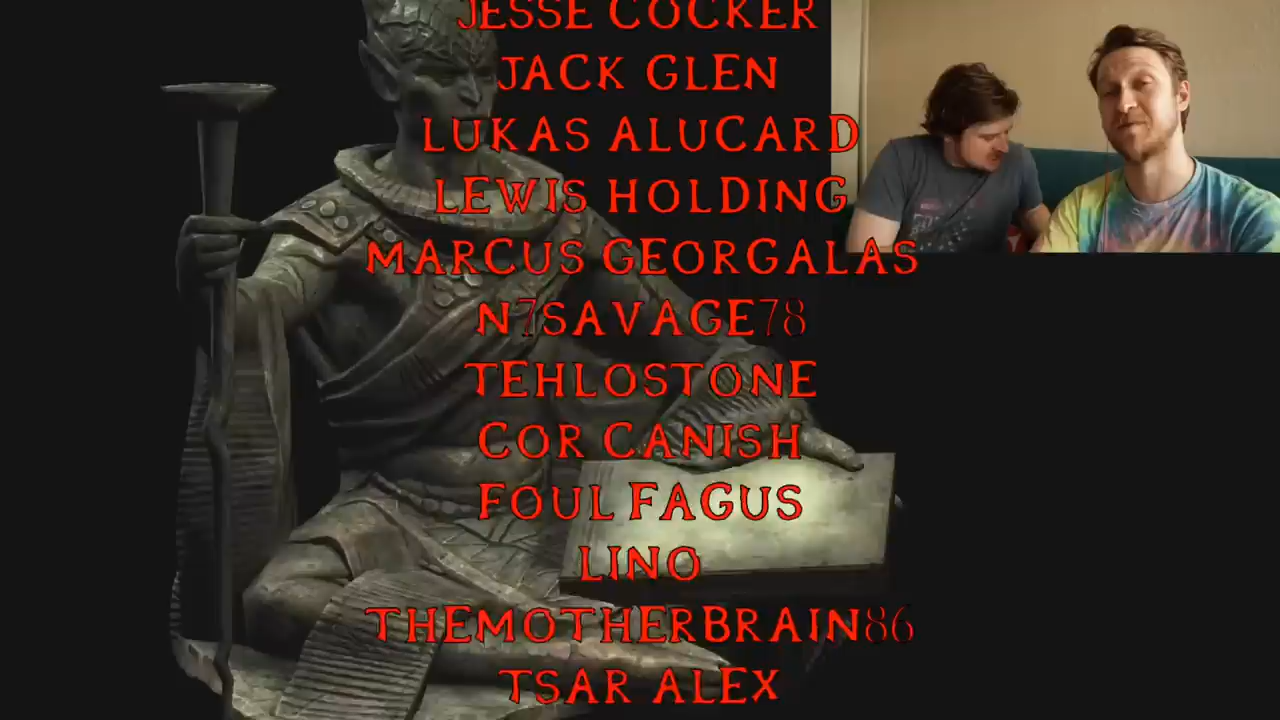 JESSE COCKER
JACK GLEN
LUKAS ALUCARD
LEWIS HOLDING
MARCUS GEORGALAS
N7SAVAGE78
TEHLOSTONE
COR CANISH
FOUL FAGUS
LINO
THEMOTHERBRAIN86
TSAR ALEX